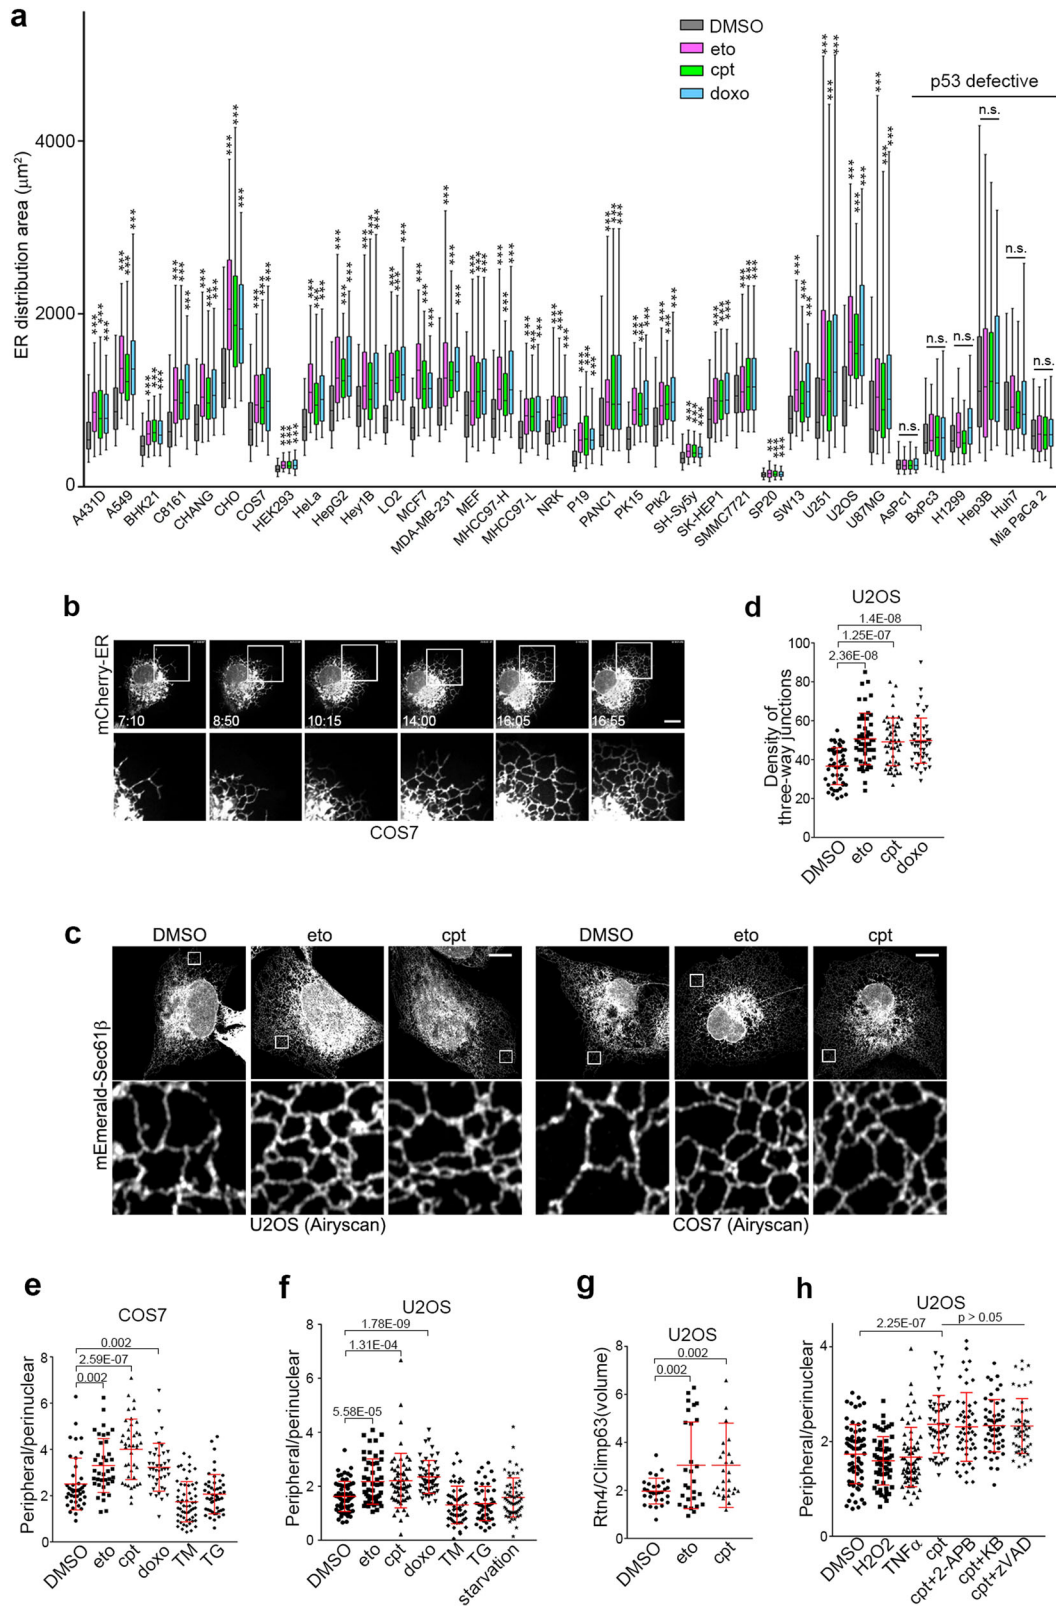 a
DMSO
eto
cpt
doxo
p53 defective
ER distribution area (μm²)
4000
2000
0
n.s.
n.s.
n.s.
n.s.
n.s.
n.s.
A431D
A549
BHK21
C8161
CHANG
CHO
COS7
HEK293
HeLa
HepG2
Hey1B
LO2
MCF7
MDA-MB-231
MEF
MHCC97-H
MHCC97-L
NRK
P19
PANC1
PK15
Ptk2
SH-Sy5y
SK-HEP1
SMMC7721
SP20
SW13
U251
U2OS
U87MG
AsPc1
BxPc3
H1299
Hep3B
Huh7
Mia PaCa 2
b
mCherry-ER
7:10
8:50
10:15
14:00
16:05
16:55
COS7
d
U2OS
1.4E-08
1.25E-07
2.36E-08
Density of
three-way junctions
100
80
60
40
20
0
DMSO
eto
cpt
doxo
c
DMSO
eto
cpt
DMSO
eto
cpt
mEmerald-Sec61β
U2OS (Airyscan)
COS7 (Airyscan)
e
COS7
0.002
2.59E-07
0.002
Peripheral/perinuclear
8
6
4
2
0
DMSO
eto
cpt
doxo
TM
TG
f
U2OS
1.78E-09
1.31E-04
5.58E-05
Peripheral/perinuclear
8
6
4
2
0
DMSO
eto
cpt
doxo
TM
TG
starvation
g
U2OS
0.002
0.002
Rtn4/Climp63(volume)
8
6
4
2
0
DMSO
eto
cpt
h
U2OS
2.25E-07
p > 0.05
Peripheral/perinuclear
4
2
0
DMSO
H2O2
TNFα
cpt
cpt+2-APB
cpt+KB
cpt+zVAD